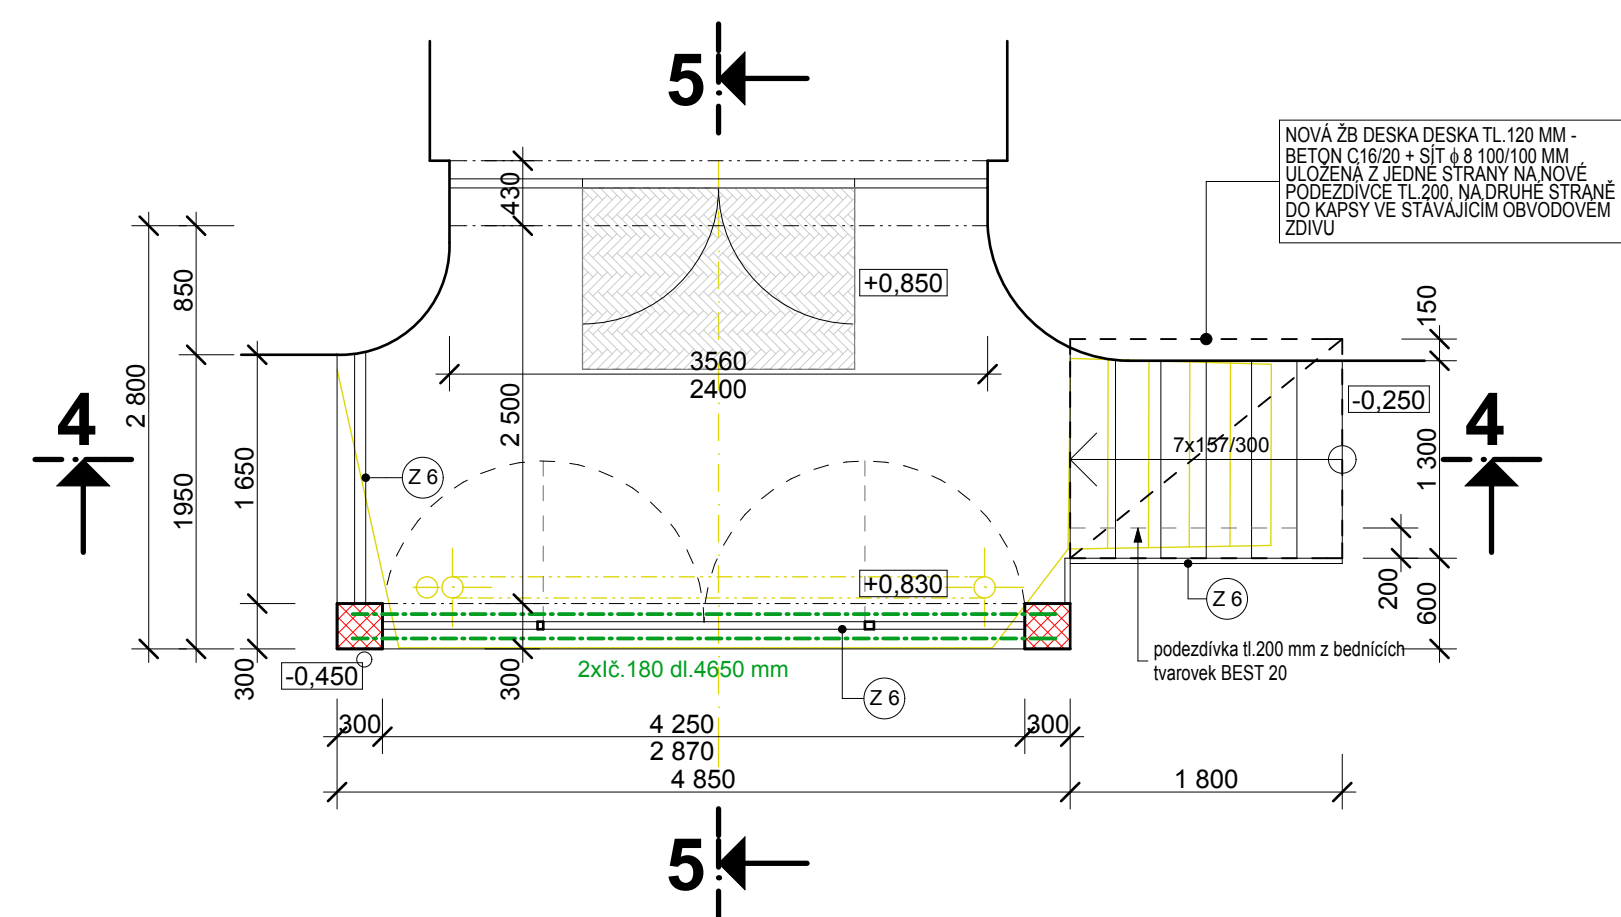 5
NOVÁ ŽB DESKA DESKA TL.120 MM -
BETON C16/20 + SÍT ϕ 8 100/100 MM
ULOŽENÁ Z JEDNÉ STRANY NA NOVÉ
PODEZDÍVCE TL.200, NA DRUHÉ STRANĚ
DO KAPSY VE STÁVAJÍCÍM OBVODOVÉM
ZDIVU
430
850
+0,850
150
3560
2400
2 800
2 500
-0,250
4
4
7x157/300
1 300
1 650
1950
Z 6
+0,830
200
600
Z 6
podezdívka tl.200 mm z bednících
tvarovek BEST 20
300
-0,450
300
2xIč.180 dl.4650 mm
Z 6
300
4 250
300
2 870
4 850
1 800
5